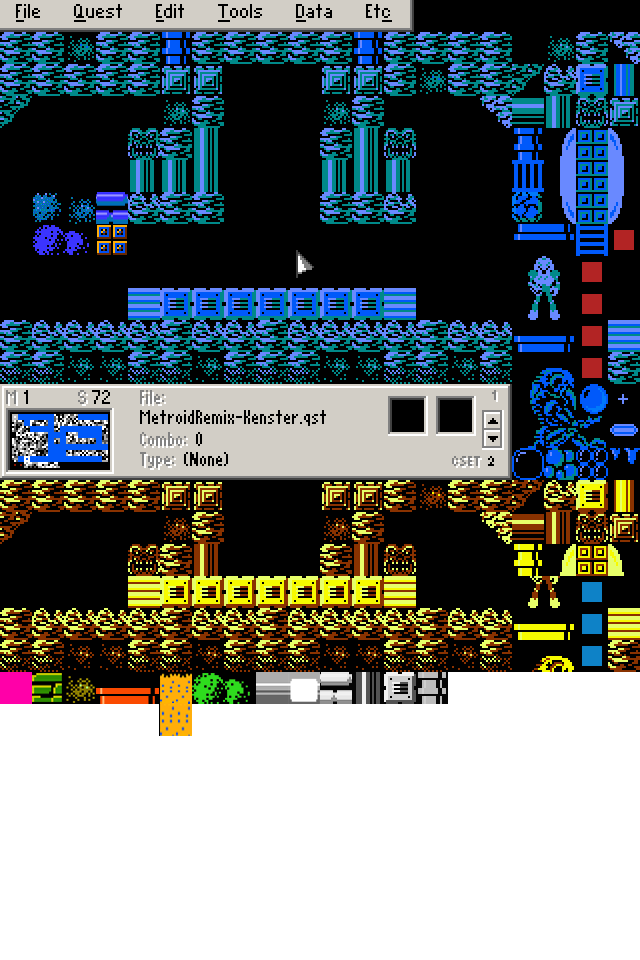 File Quest Edit Tools Data Etc
M 1 S 72
File:
MetroidRemix-Kenster.qst
Combo: 0
Type: (None)
1
CSET 2